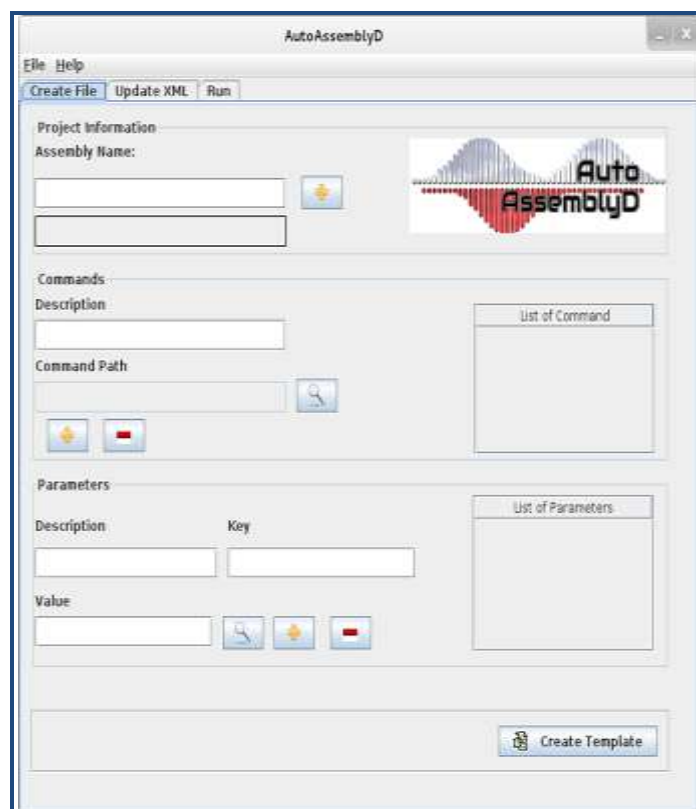 AutoAssemblyD
File Help
Create File Update XML Run
Project Information
Assembly Name:
Auto
AssemblyD
Commands
Description
List of Command
Command Path
Parameters
List of Parameters
Description Key
Value
Create Template